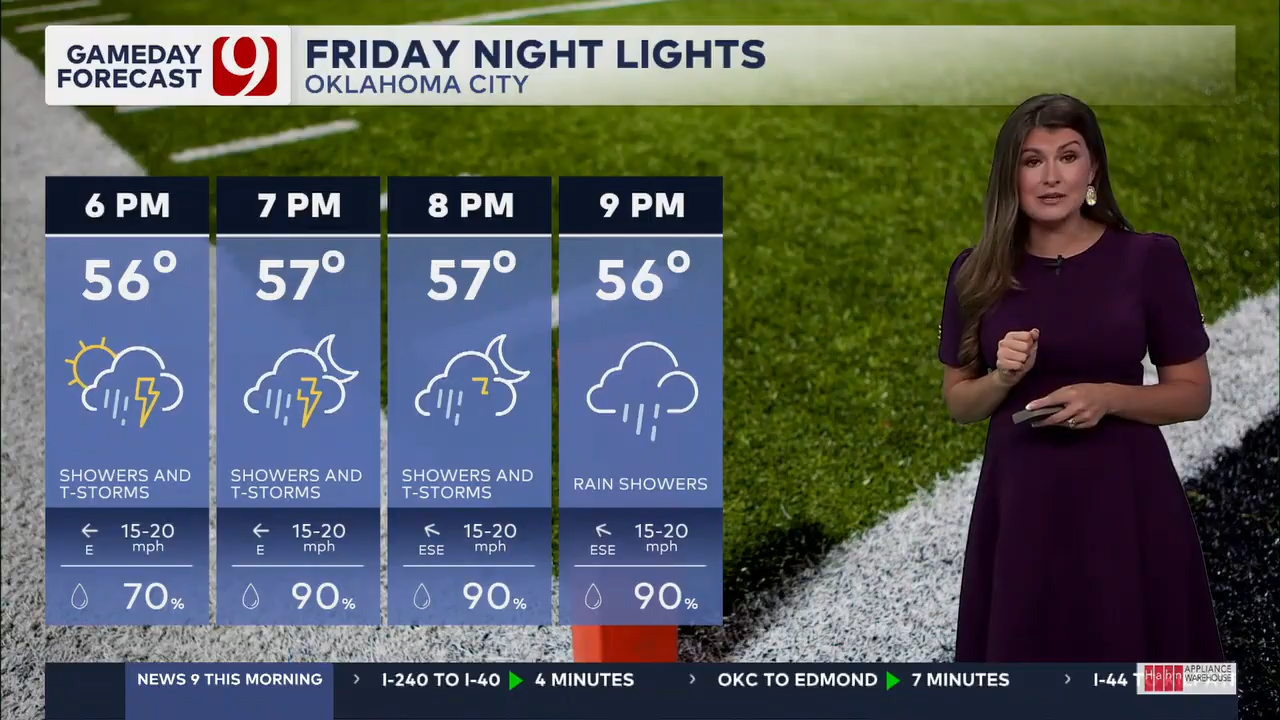 GAMEDAY
FORECAST
9
FRIDAY NIGHT LIGHTS
OKLAHOMA CITY
6 PM
56°
SHOWERS AND
T-STORMS
E
15-20
mph
70%
7 PM
57°
SHOWERS AND
T-STORMS
E
15-20
mph
90%
8 PM
57°
SHOWERS AND
T-STORMS
ESE
15-20
mph
90%
9 PM
56°
RAIN SHOWERS
ESE
15-20
mph
90%
NEWS 9 THIS MORNING > I-240 TO I-40 4 MINUTES > OKC TO EDMOND 7 MINUTES > I-44 T
Hahn APPLIANCE
WAREHOUSE